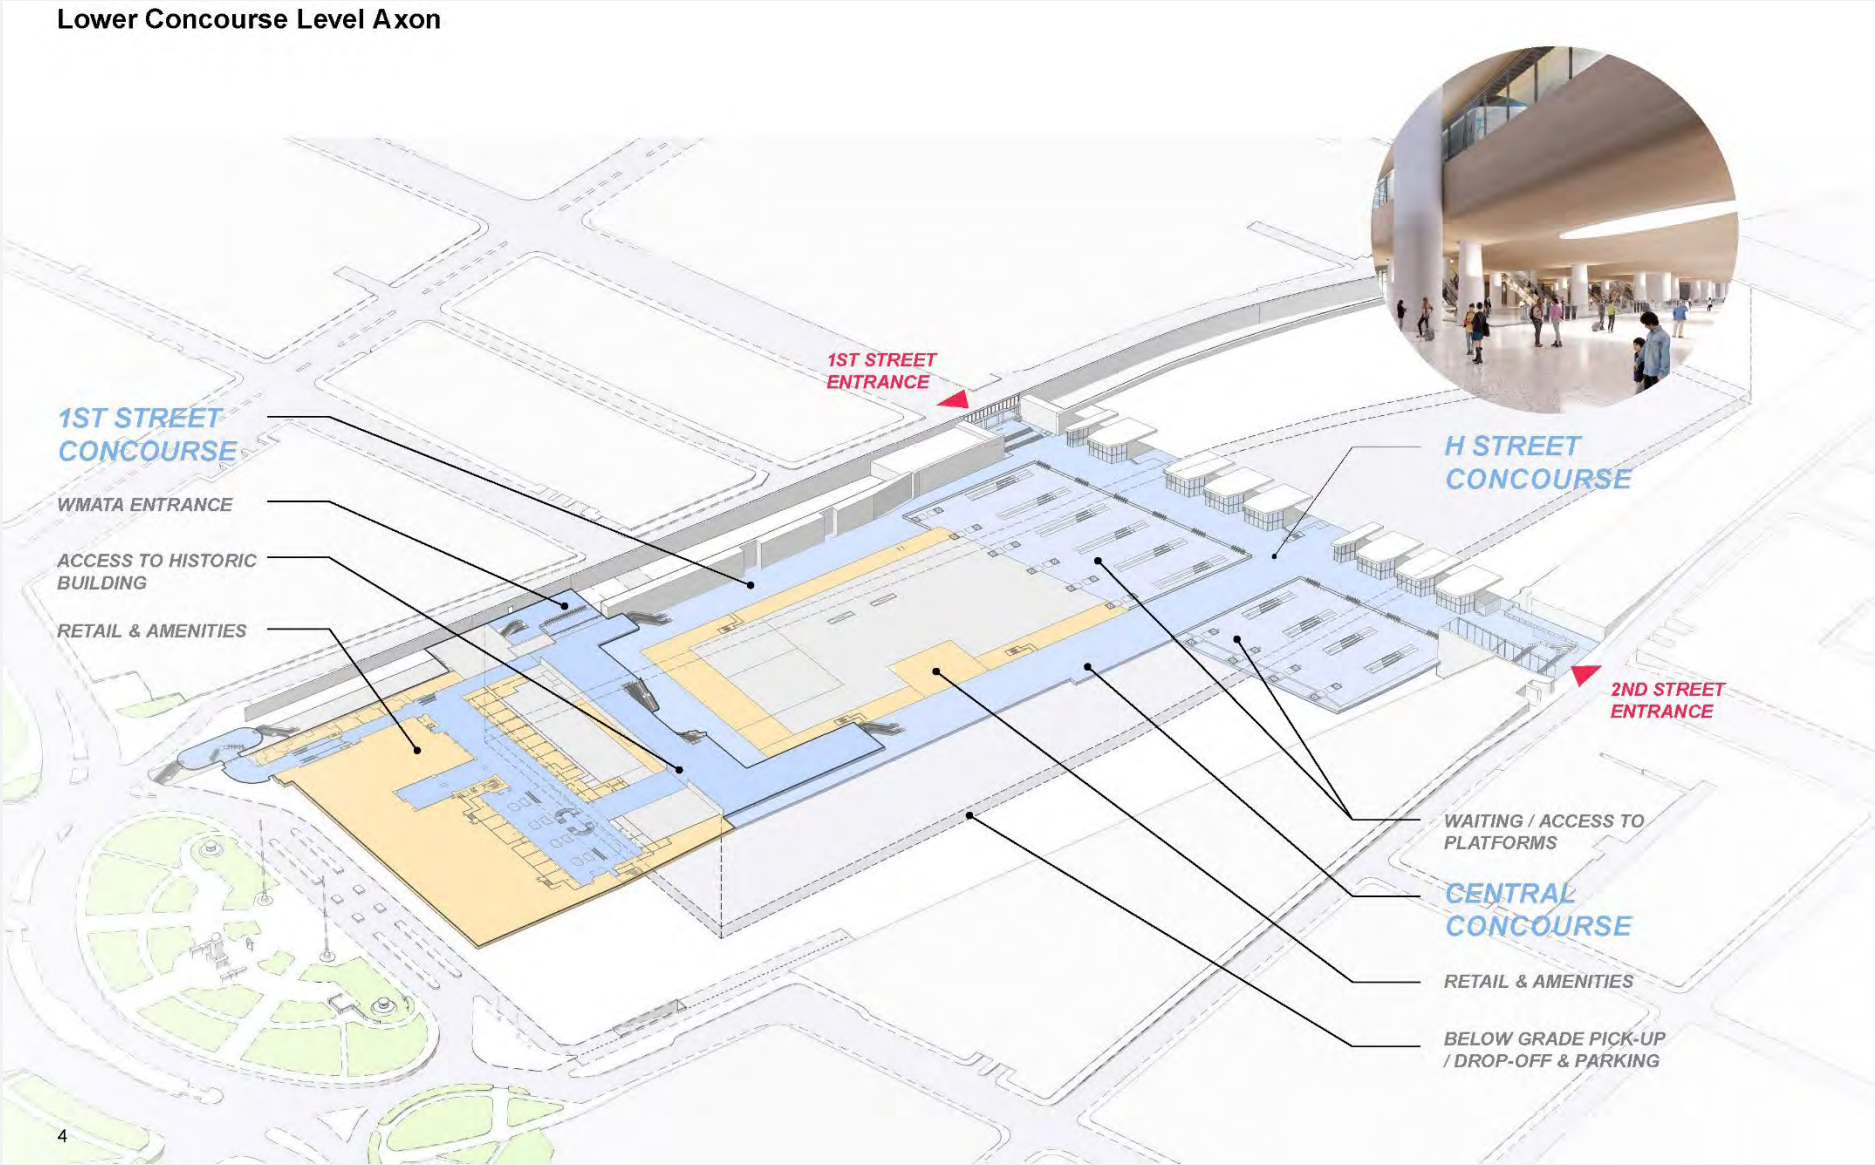 Lower Concourse Level Axon
1ST STREET
ENTRANCE
1ST STREET
CONCOURSE
WMATA ENTRANCE
ACCESS TO HISTORIC
BUILDING
RETAIL & AMENITIES
H STREET
CONCOURSE
2ND STREET
ENTRANCE
WAITING / ACCESS TO
PLATFORMS
CENTRAL
CONCOURSE
RETAIL & AMENITIES
BELOW GRADE PICK-UP
/ DROP-OFF & PARKING
4